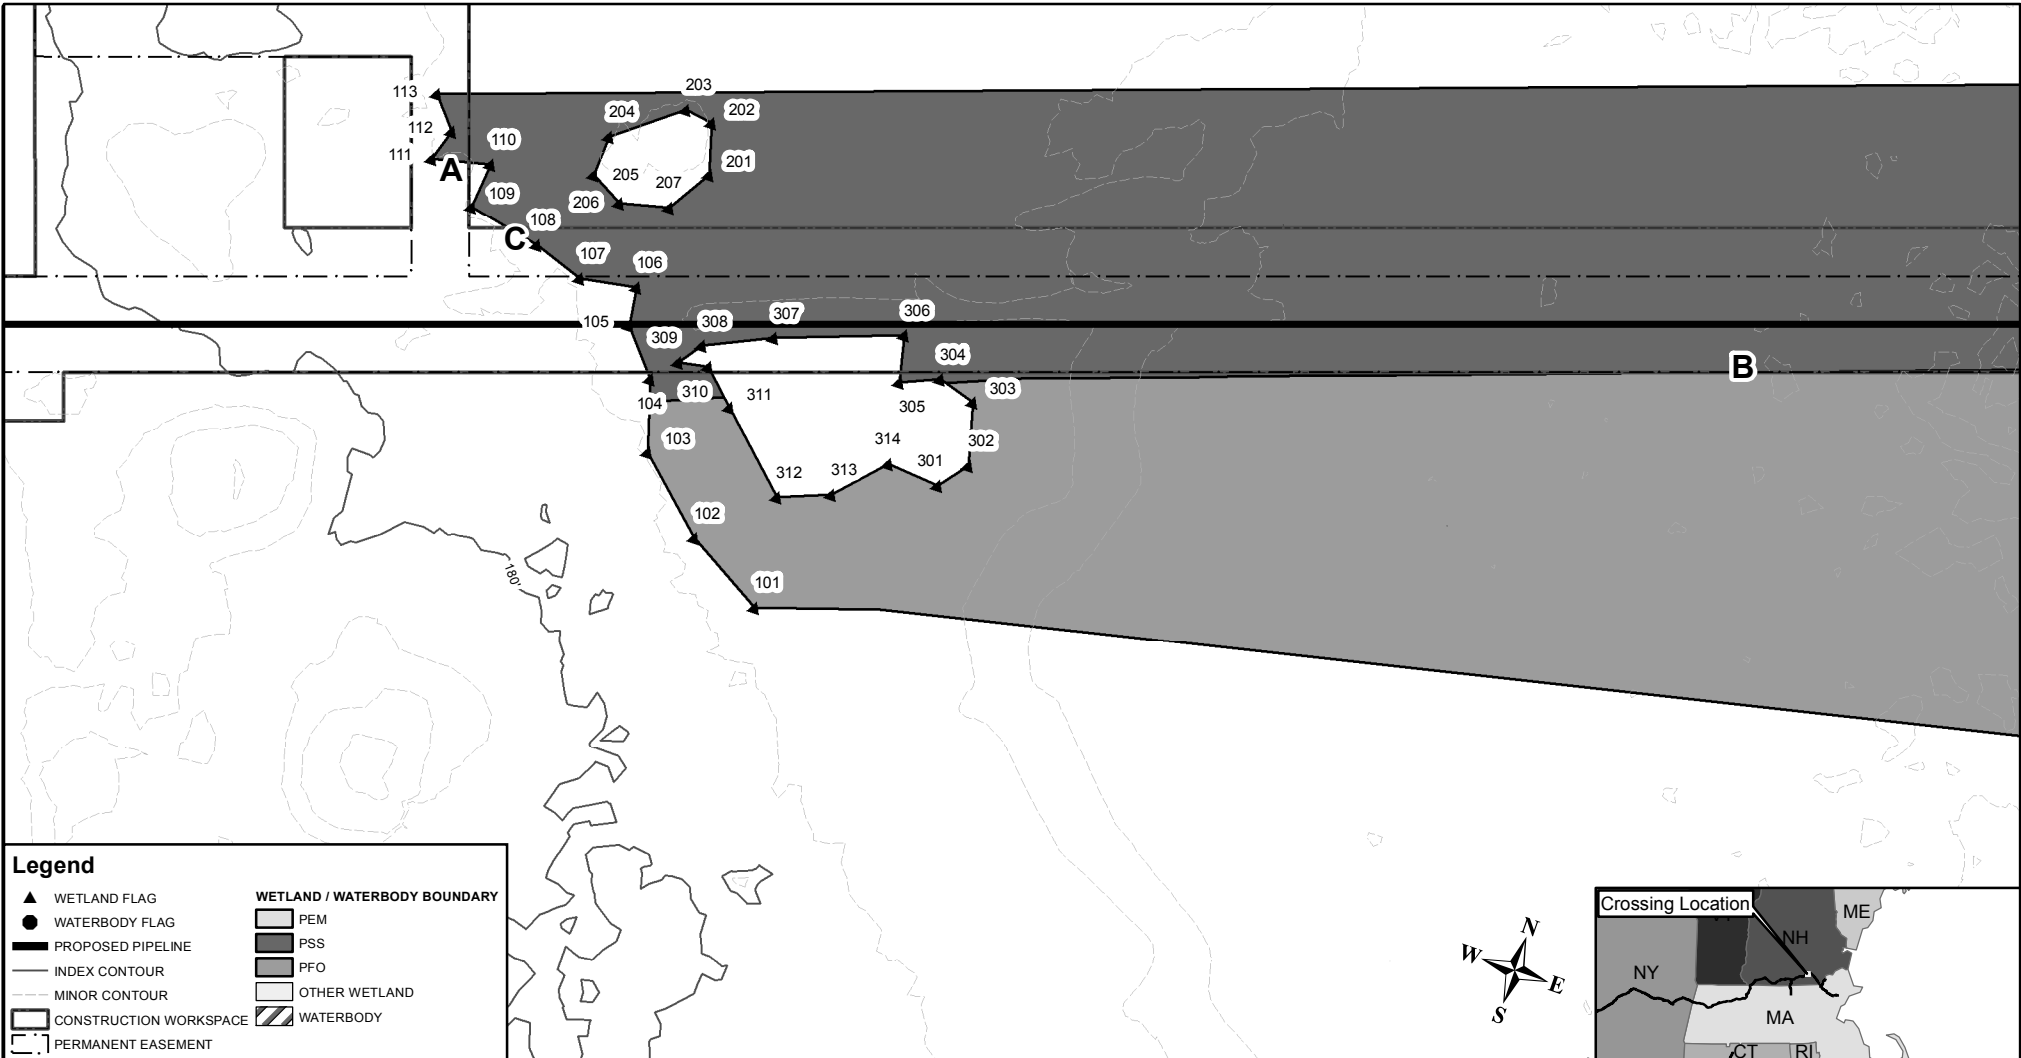 203
113
204
202
112
110
111
A
201
205
207
109
206
108
C
107
106
105
306
307
308
309
304
B
303
310
104
311
305
103
314
302
301
312
313
102
180'
101
Legend
WETLAND FLAG
WATERBODY FLAG
PROPOSED PIPELINE
INDEX CONTOUR
MINOR CONTOUR
CONSTRUCTION WORKSPACE
PERMANENT EASEMENT
WETLAND / WATERBODY BOUNDARY
PEM
PSS
PFO
OTHER WETLAND
WATERBODY
N
W
E
S
Crossing Location
ME
NH
NY
MA
CT
RI